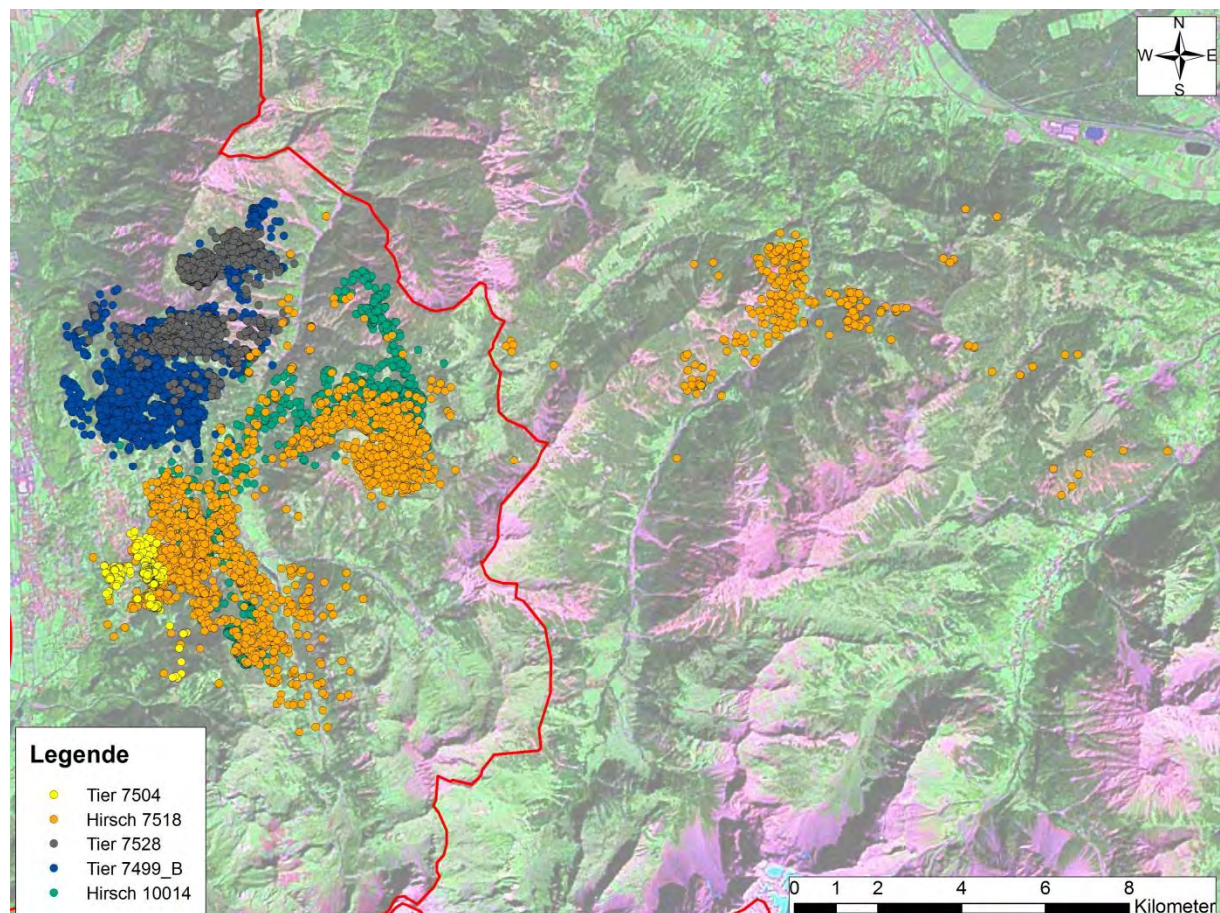 N
W E
S
Legende
Tier 7504
Hirsch 7518
Tier 7528
Tier 7499_B
Hirsch 10014
0 1 2 4 6 8
Kilometer